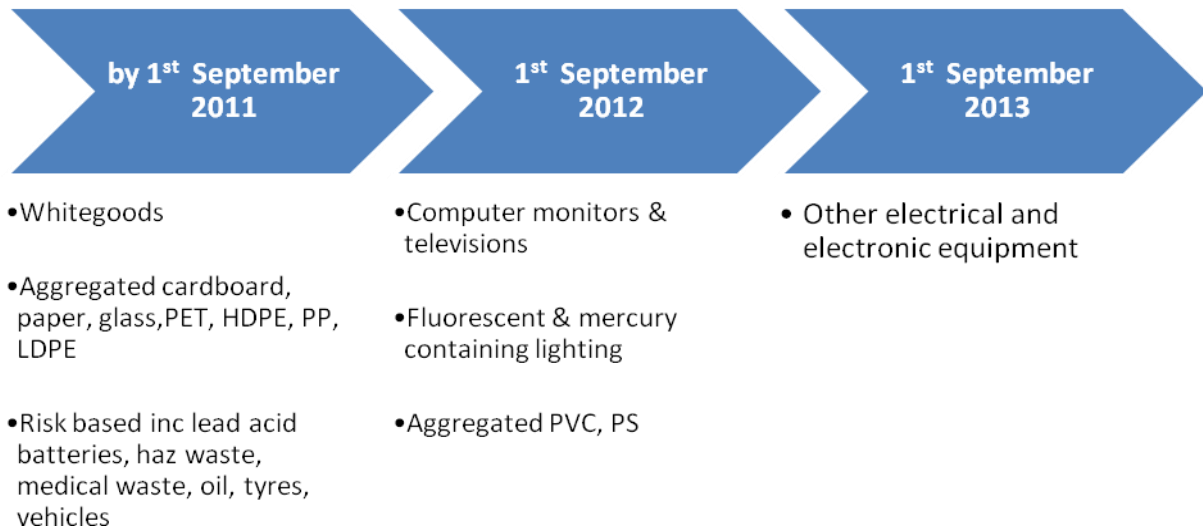 by 1st September
2011
•Whitegoods
•Aggregated cardboard,
paper, glass,PET, HDPE, PP,
LDPE
•Risk based inc lead acid
batteries, haz waste,
medical waste, oil, tyres,
vehicles
1st September
2012
•Computer monitors &
televisions
•Fluorescent & mercury
containing lighting
•Aggregated PVC, PS
1st September
2013
• Other electrical and
electronic equipment